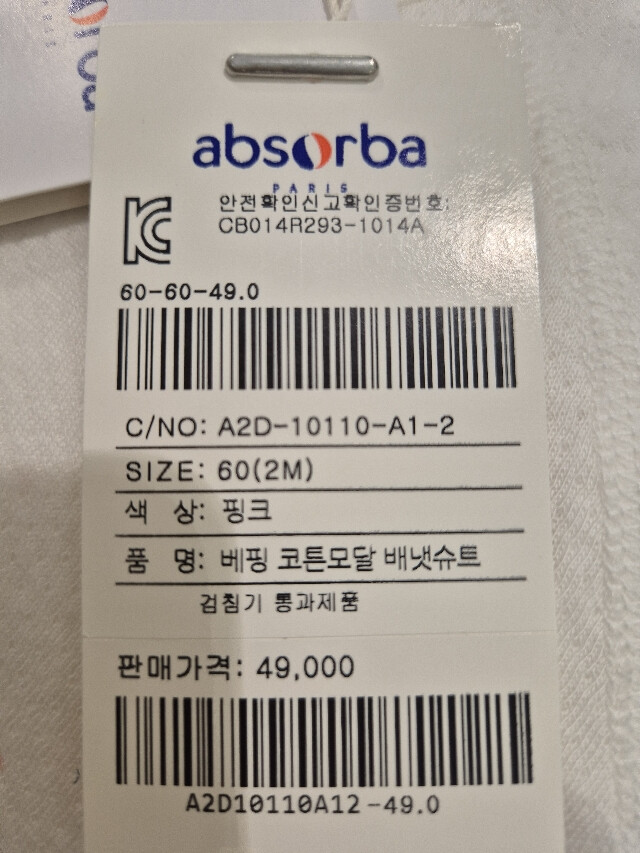 absorba
PARIS
안전확인신고확인증번호:
CB014R293-1014A
60-60-49.0
C/NO: A2D-10110-A1-2
SIZE: 60(2M)
색 상: 핑크
품 명: 베핑 코튼모달 배냇슈트
검침기 통과제품
판매가격: 49,000
A2D10110A12-49.0